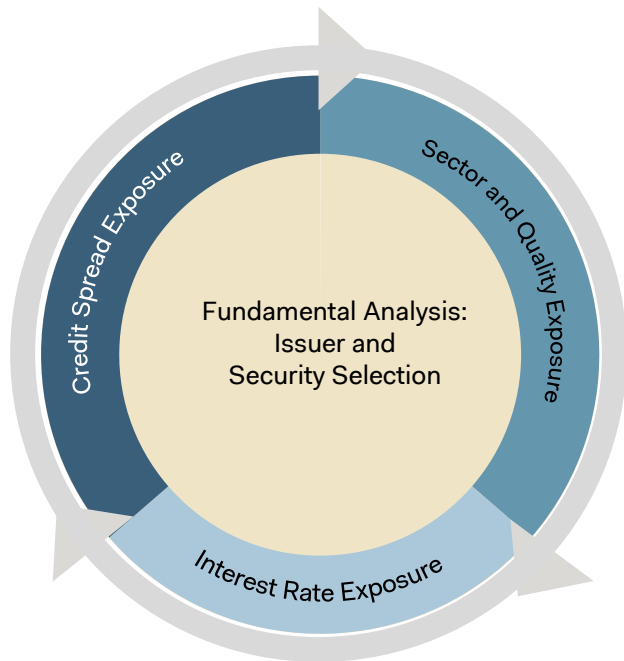 Credit Spread Exposure
Sector and Quality Exposure
Fundamental Analysis:
Issuer and
Security Selection
Interest Rate Exposure